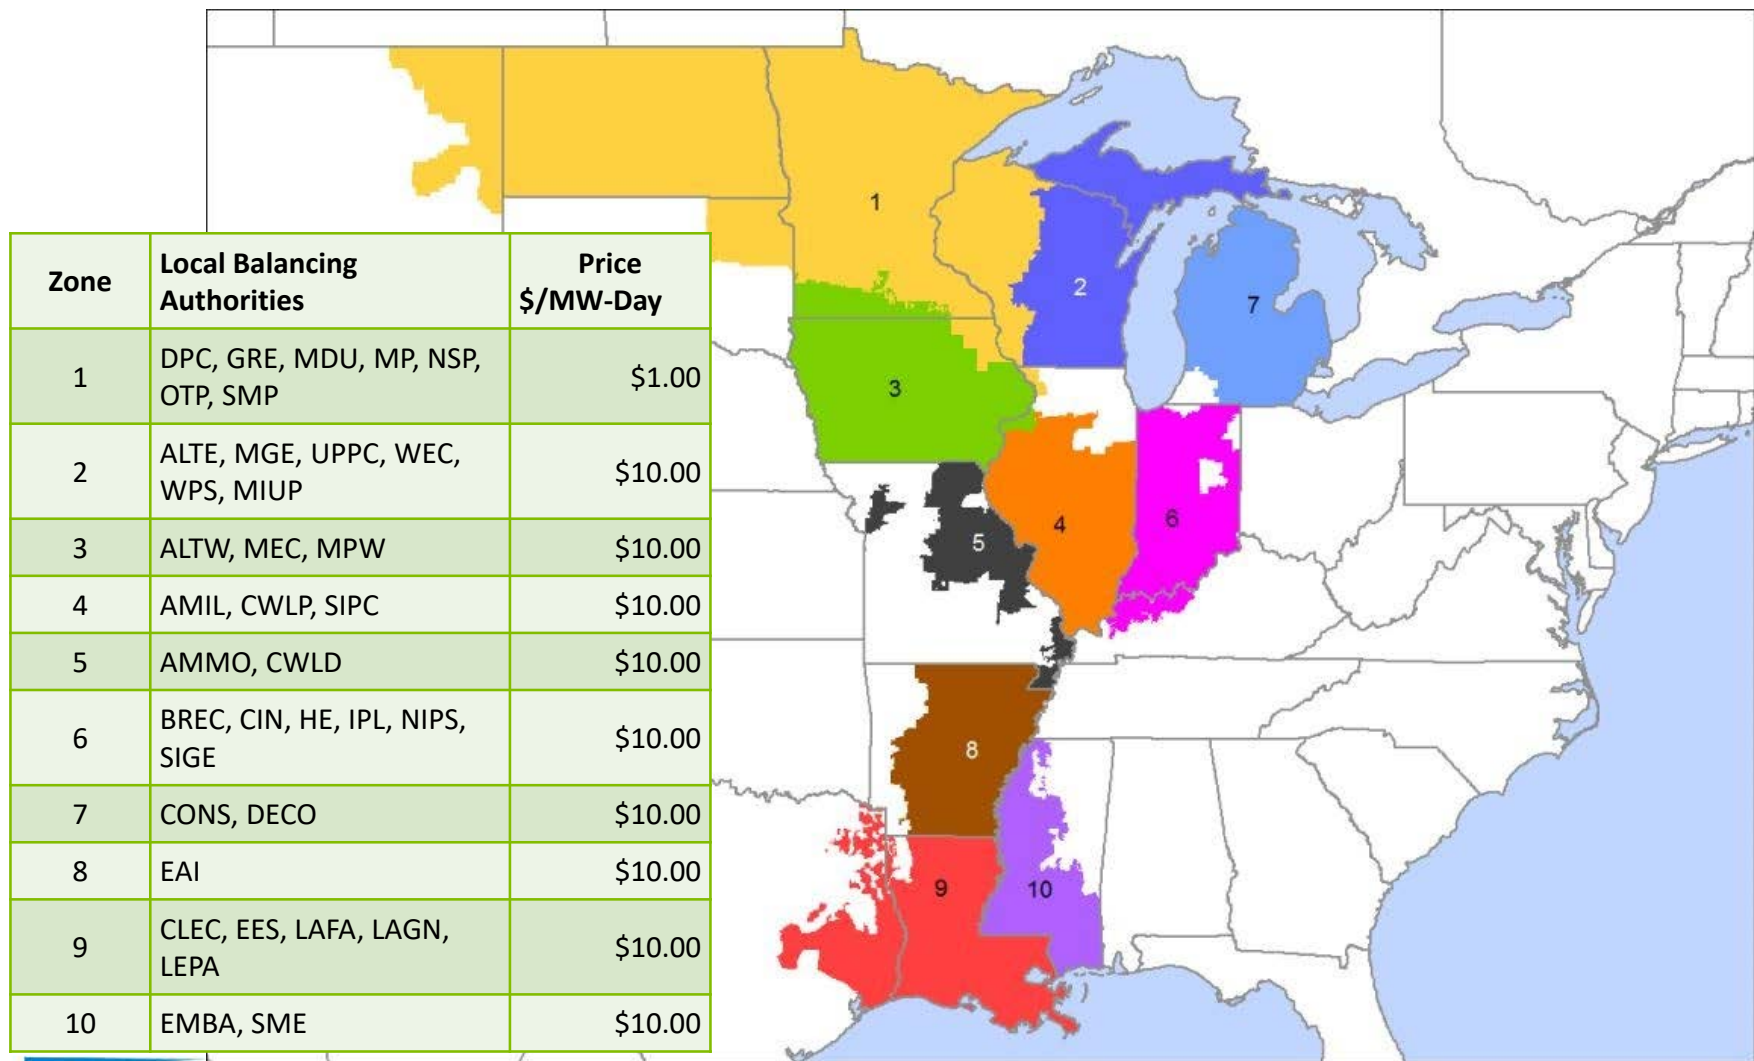 Zone
Local Balancing
Authorities
Price
$/MW-Day
1
DPC, GRE, MDU, MP, NSP,
OTP, SMP
$1.00
2
ALTE, MGE, UPPC, WEC,
WPS, MIUP
$10.00
3
ALTW, MEC, MPW
$10.00
4
AMIL, CWLP, SIPC
$10.00
5
AMMO, CWLD
$10.00
6
BREC, CIN, HE, IPL, NIPS,
SIGE
$10.00
7
CONS, DECO
$10.00
8
EAI
$10.00
9
CLEC, EES, LAFA, LAGN,
LEPA
$10.00
10
EMBA, SME
$10.00
1
2
7
3
4
6
5
8
9
10